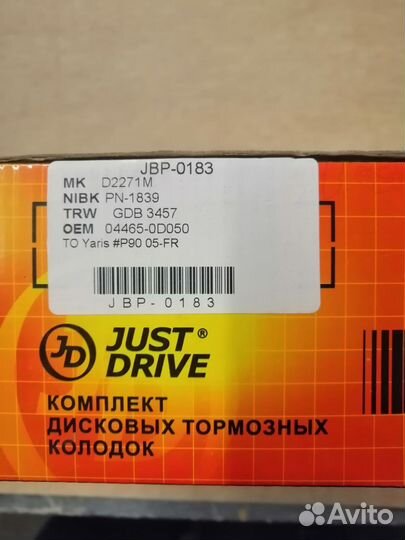 JBP-0183
MK D2271M
NIBK PN-1839
TRW GDB 3457
OEM 04465-0D050
TO Yaris #P90 05-FR
JBP-0183
JD JUST®
DRIVE
КОМПЛЕКТ
ДИСКОВЫХ ТОРМОЗНЫХ
КОЛОДОК
Avito